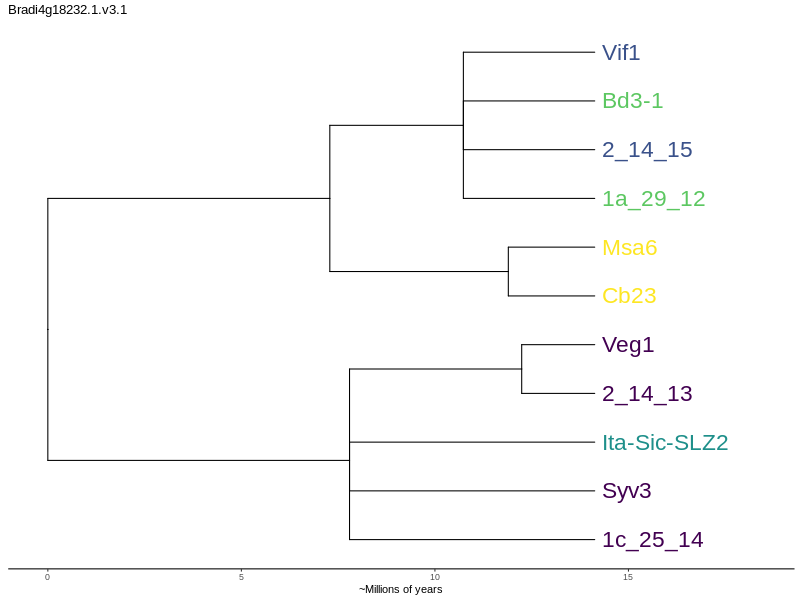 Bradi4g18232.1.v3.1
Vif1
Bd3-1
2_14_15
1a_29_12
Msa6
Cb23
Veg1
2_14_13
Ita-Sic-SLZ2
Syv3
1c_25_14
0 5 10 15
~Millions of years